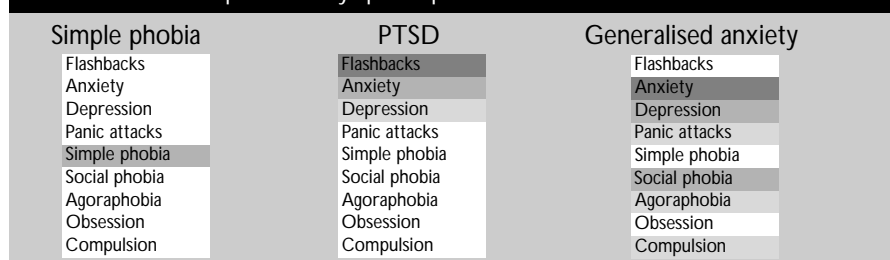 Simple phobia
Flashbacks
Anxiety
Depression
Panic attacks
Simple phobia
Social phobia
Agoraphobia
Obsession
Compulsion
PTSD
Flashbacks
Anxiety
Depression
Panic attacks
Simple phobia
Social phobia
Agoraphobia
Obsession
Compulsion
Generalised anxiety
Flashbacks
Anxiety
Depression
Panic attacks
Simple phobia
Social phobia
Agoraphobia
Obsession
Compulsion